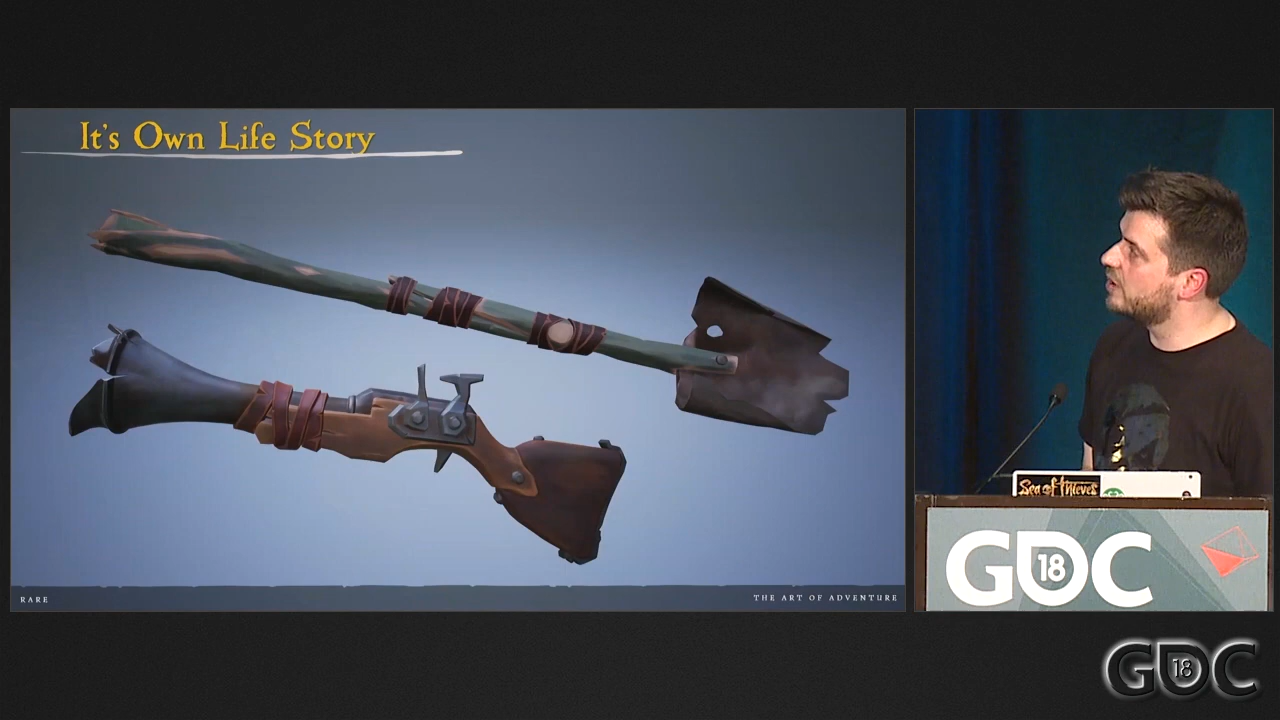 It's Own Life Story
RARE
THE ART OF ADVENTURE
Sea of Thieves
GDC
18
GDC
18